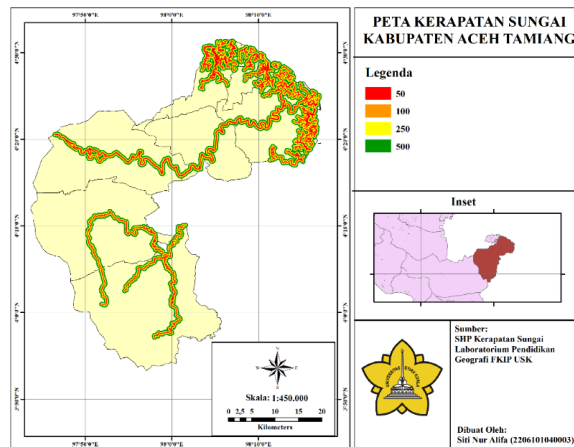 PETA KERAPATAN SUNGAI
KABUPATEN ACEH TAMIANG
Legenda
50
100
250
500
Inset
Sumber:
SHP Kerapatan Sungai
Laboratorium Pendidikan
Geografi FKIP USK
Dibuat Oleh:
Siti Nur Alifa (2206101040005)
Skala: 1:450.000
0 2,5 5 10 15 20
Kilometers
97°50'0"E 98°0'0"E 98°10'0"E
97°50'0"E 98°0'0"E 98°10'0"E